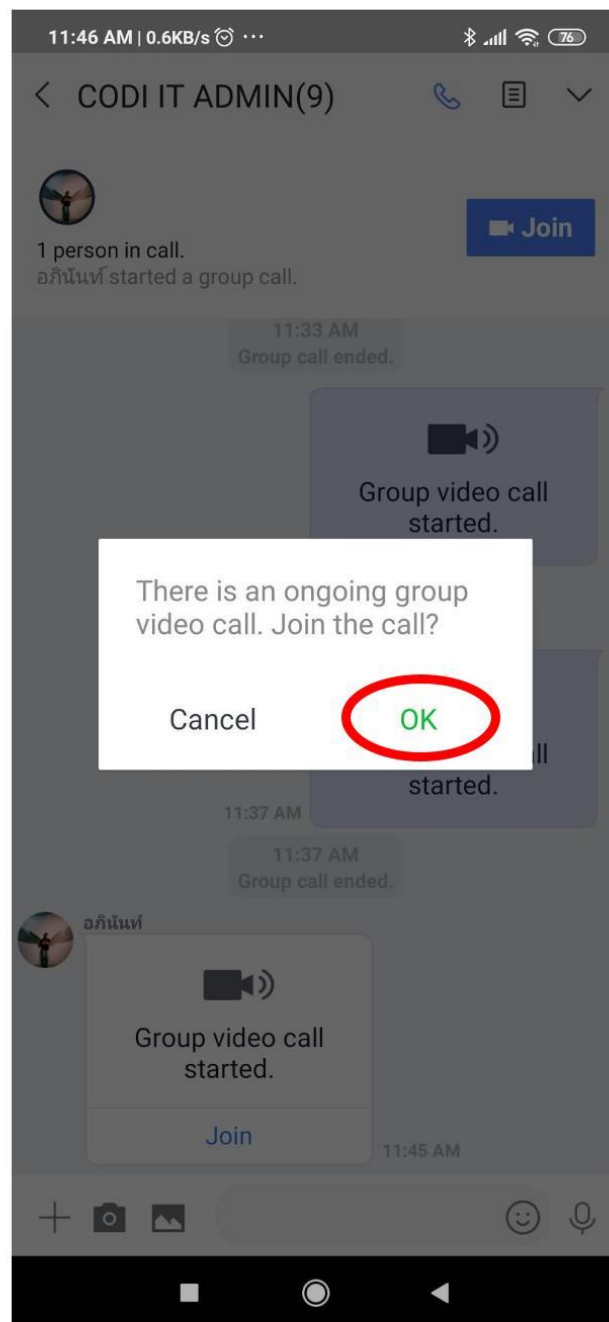 11:46 AM | 0.6KB/s ...
76
CODI IT ADMIN(9)
Join
1 person in call.
อภินันท์ started a group call.
11:33 AM
Group call ended.
Group video call
started.
There is an ongoing group
video call. Join the call?
Cancel
OK
ll
started.
11:37 AM
11:37 AM
Group call ended.
อภินันท์
Group video call
started.
Join
11:45 AM